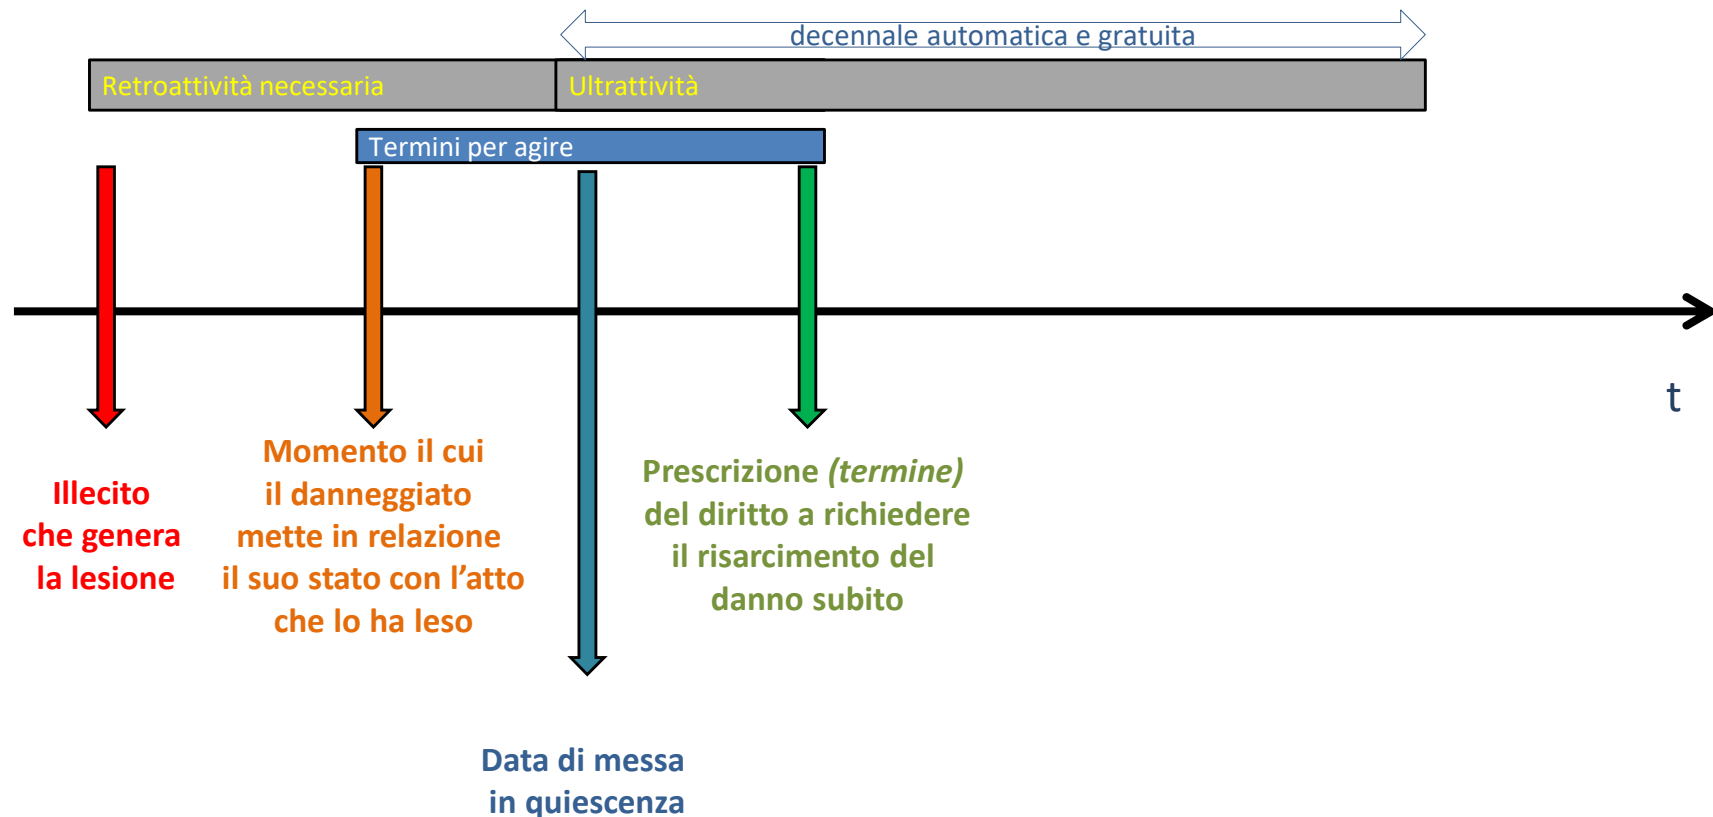 decennale automatica e gratuita
Retroattività necessaria
Ultrattività
Termini per agire
t
Illecito
che genera
la lesione
Momento il cui
il danneggiato
mette in relazione
il suo stato con l’atto
che lo ha leso
Prescrizione (termine)
del diritto a richiedere
il risarcimento del
danno subito
Data di messa
in quiescenza